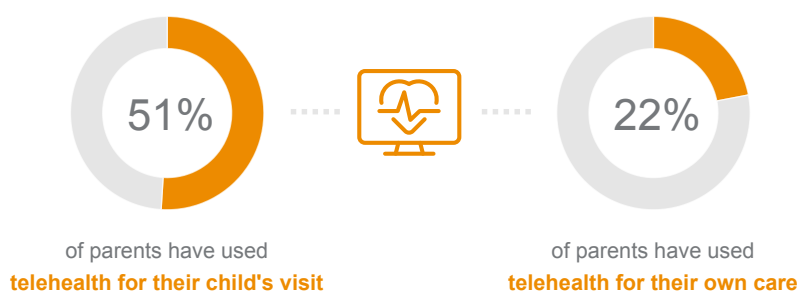 51%
of parents have used
telehealth for their child's visit
22%
of parents have used
telehealth for their own care